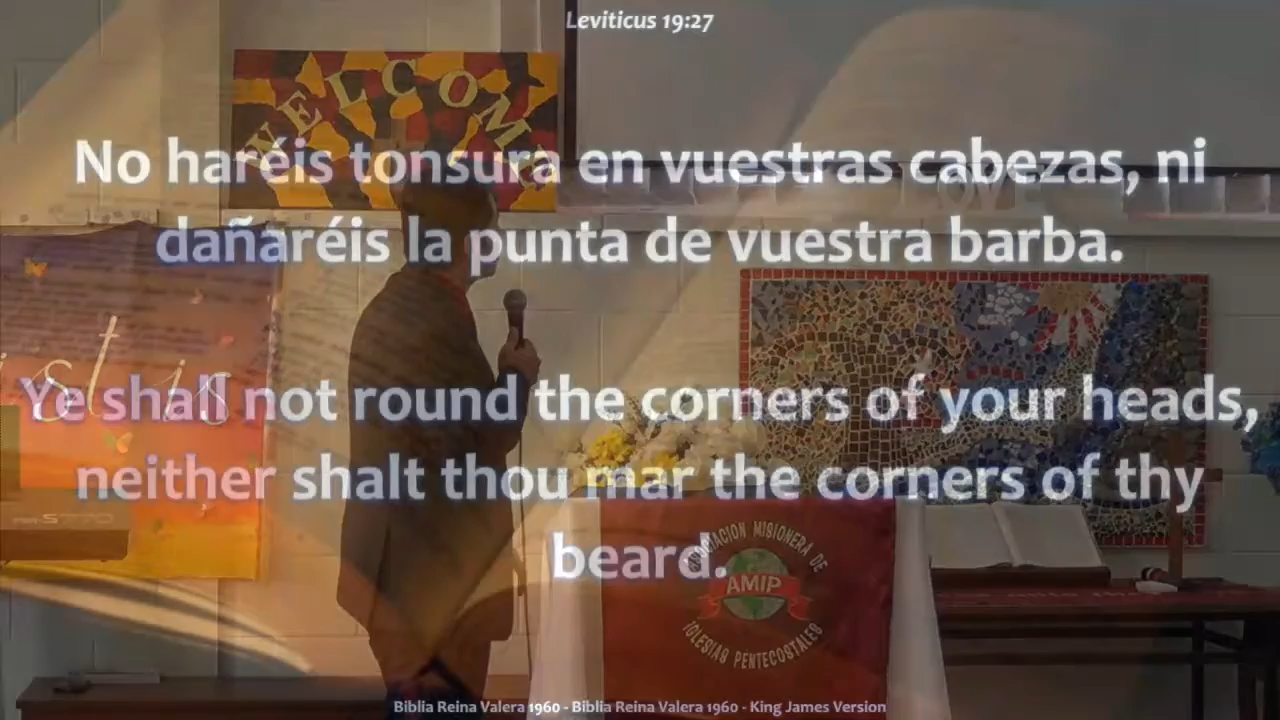 Leviticus 19:27
WELCOME
No haréis tonsura en vuestras cabezas, ni
dañaréis la punta de vuestra barba.
ist is
Ye shall not round the corners of your heads,
neither shalt thou mar the corners of thy
beard.
ASOCIACION MISIONERA DE
AMIP
IGLESIAS PENTECOSTALES
Biblia Reina Valera 1960 - Biblia Reina Valera 1960 - King James Version